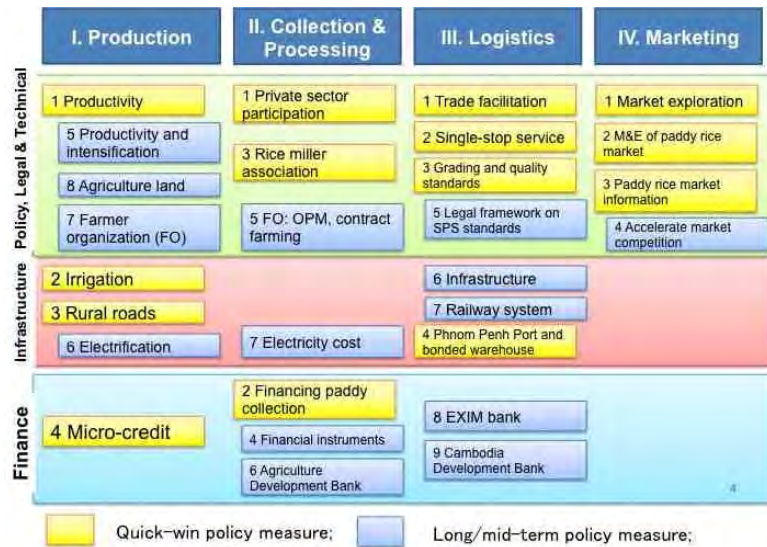 I. Production
II. Collection &
Processing
III. Logistics
IV. Marketing
Policy, Legal & Technical
1 Productivity
5 Productivity and
intensification
8 Agriculture land
7 Farmer
organization (FO)
1 Private sector
participation
3 Rice miller
association
5 FO: OPM, contract
farming
1 Trade facilitation
2 Single-stop service
3 Grading and quality
standards
5 Legal framework on
SPS standards
1 Market exploration
2 M&E of paddy rice
market
3 Paddy rice market
information
4 Accelerate market
competition
Infrastructure
2 Irrigation
3 Rural roads
6 Electrification
7 Electricity cost
6 Infrastructure
7 Railway system
4 Phnom Penh Port and
bonded warehouse
Finance
4 Micro-credit
2 Financing paddy
collection
4 Financial instruments
6 Agriculture
Development Bank
8 EXIM bank
9 Cambodia
Development Bank
4
Quick-win policy measure;
Long/mid-term policy measure;